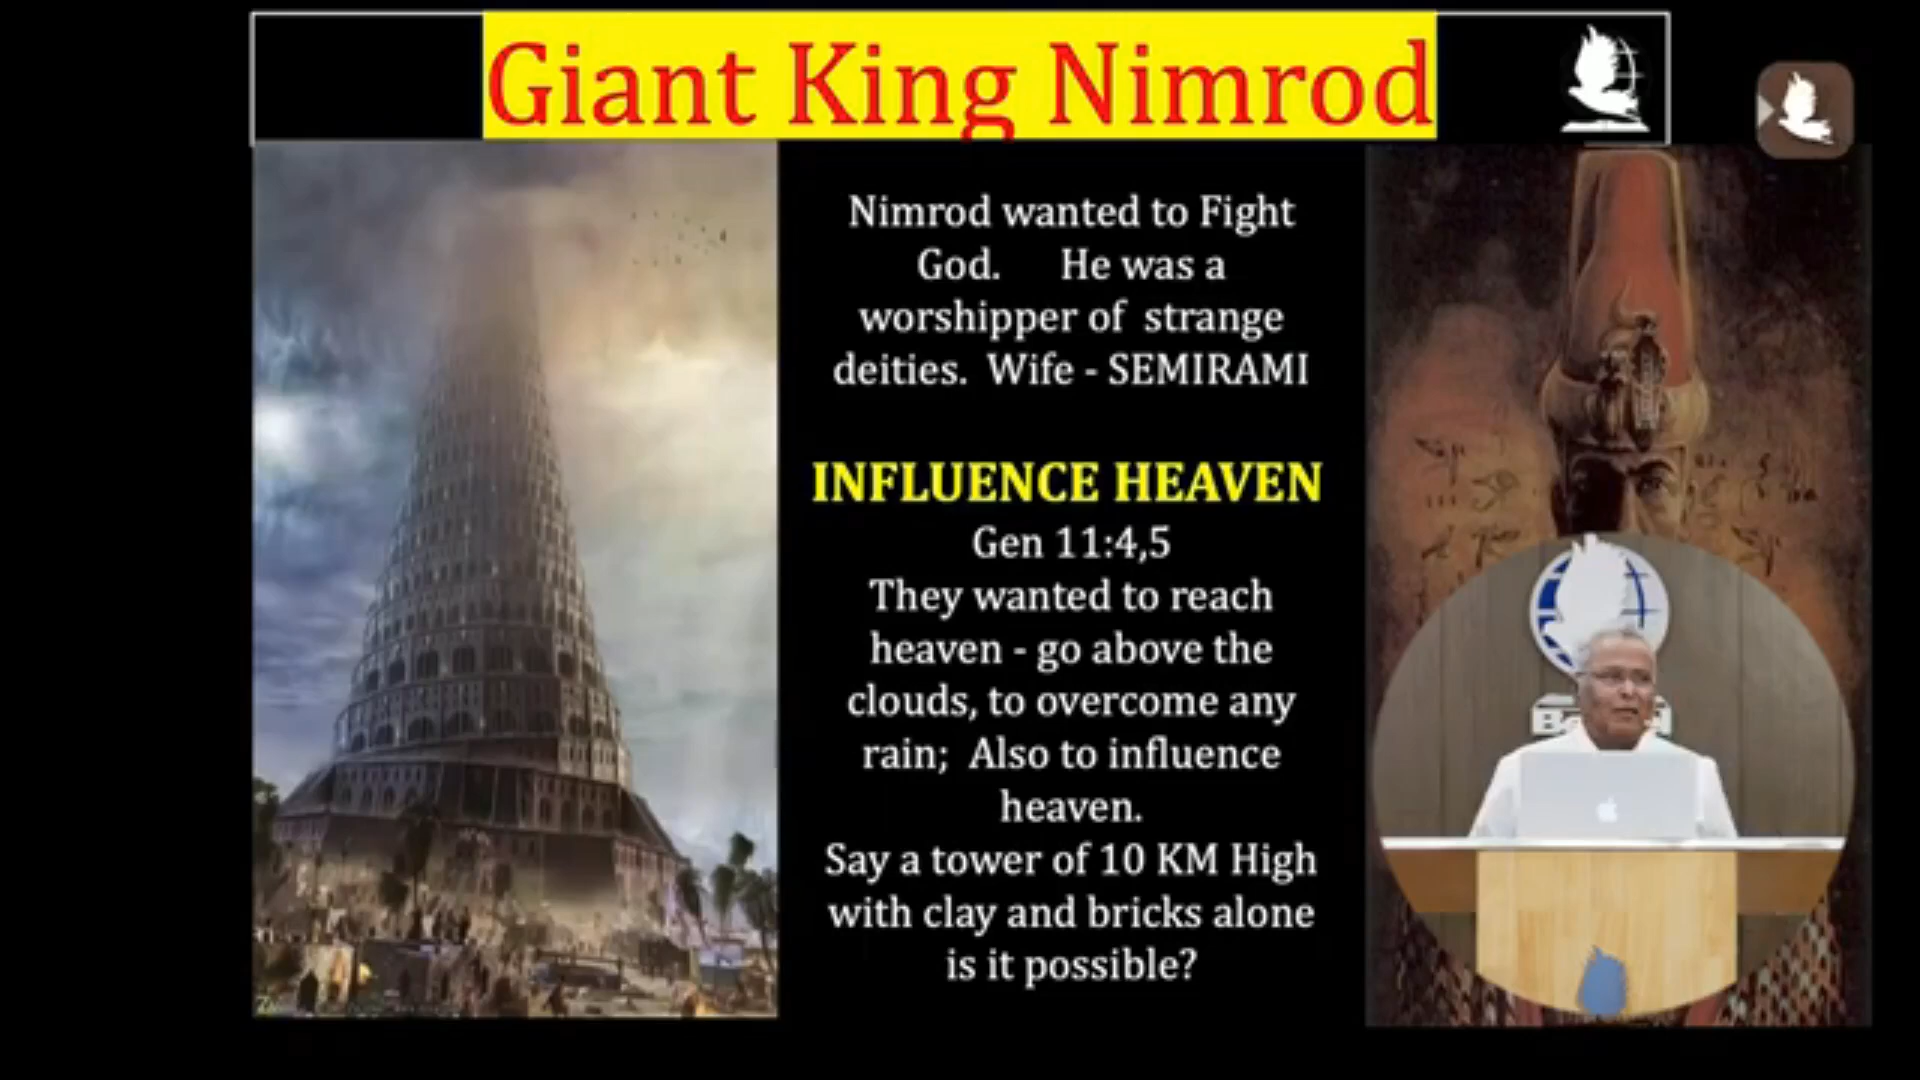 Giant King Nimrod
Nimrod wanted to Fight
God. He was a
worshipper of strange
deities. Wife - SEMIRAMI
INFLUENCE HEAVEN
Gen 11:4,5
They wanted to reach
heaven - go above the
clouds, to overcome any
rain; Also to influence
heaven.
Say a tower of 10 KM High
with clay and bricks alone
is it possible?